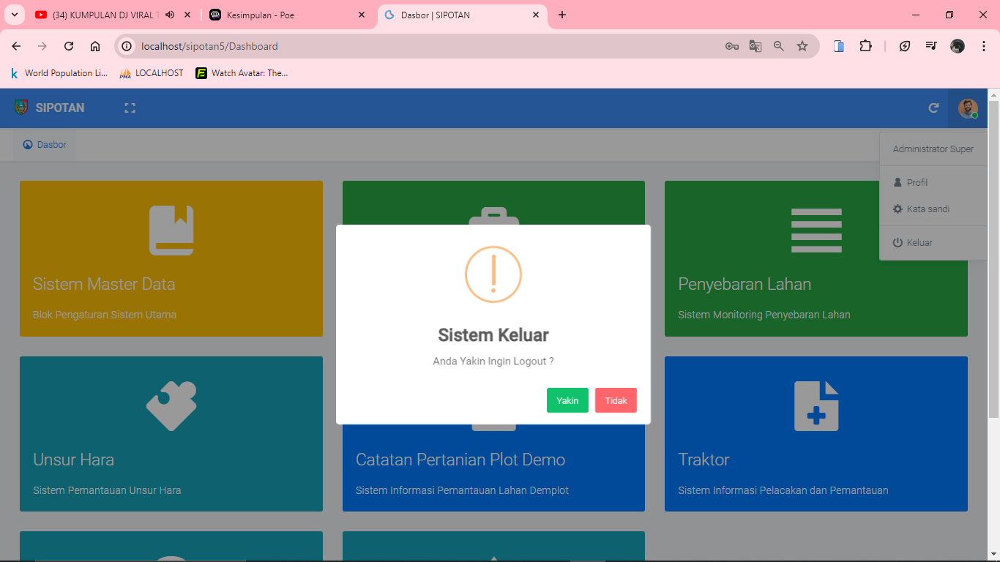 (34) KUMPULAN DJ VIRAL T
Kesimpulan - Poe
Dasbor | SIPOTAN
localhost/sipotan5/Dashboard
World Population Li...
LOCALHOST
Watch Avatar: The...
SIPOTAN
Dasbor
Administrator Super
Profil
Kata sandi
Keluar
Sistem Master Data
Blok Pengaturan Sistem Utama
Penyebaran Lahan
Sistem Monitoring Penyebaran Lahan
Sistem Keluar
Anda Yakin Ingin Logout ?
Yakin
Tidak
Unsur Hara
Sistem Pemantauan Unsur Hara
Catatan Pertanian Plot Demo
Sistem Informasi Pemantauan Lahan Demplot
Traktor
Sistem Informasi Pelacakan dan Pemantauan